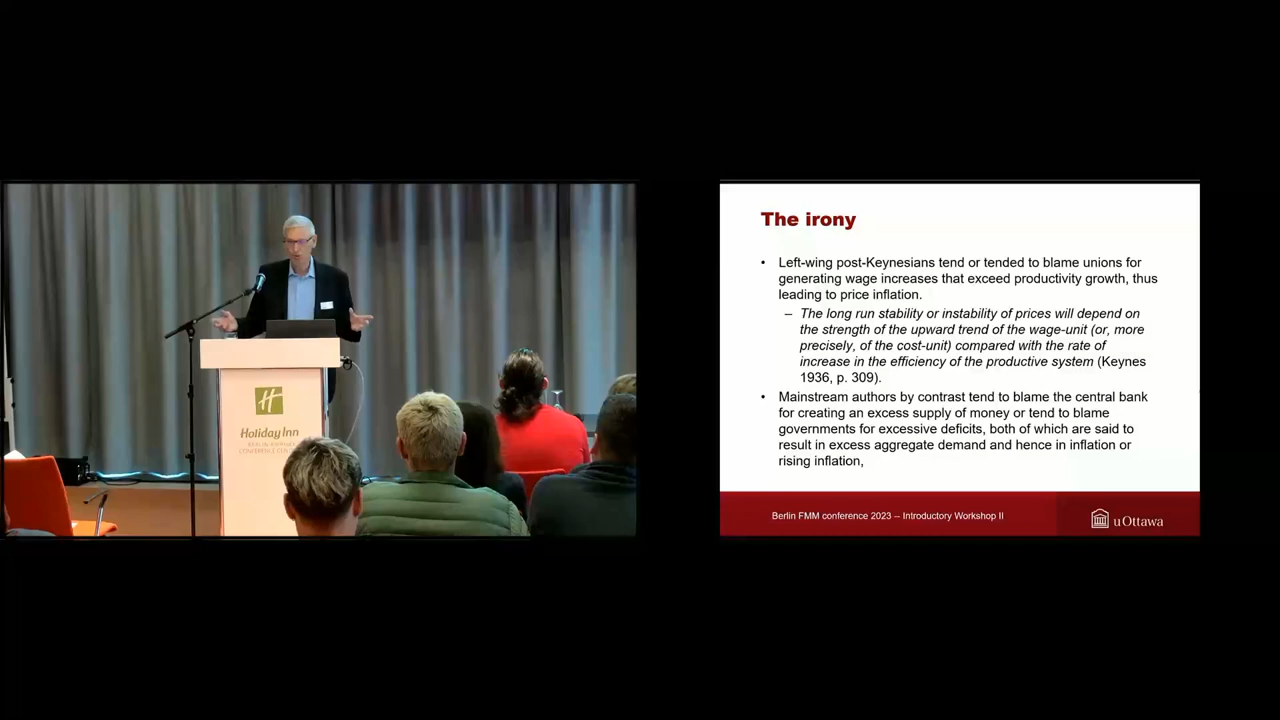 H
Holiday Inn
The irony
• Left-wing post-Keynesians tend or tended to blame unions for
generating wage increases that exceed productivity growth, thus
leading to price inflation.
– The long run stability or instability of prices will depend on
the strength of the upward trend of the wage-unit (or, more
precisely, of the cost-unit) compared with the rate of
increase in the efficiency of the productive system (Keynes
1936, p. 309).
• Mainstream authors by contrast tend to blame the central bank
for creating an excess supply of money or tend to blame
governments for excessive deficits, both of which are said to
result in excess aggregate demand and hence in inflation or
rising inflation,
Berlin FMM conference 2023 -- Introductory Workshop II
uOttawa